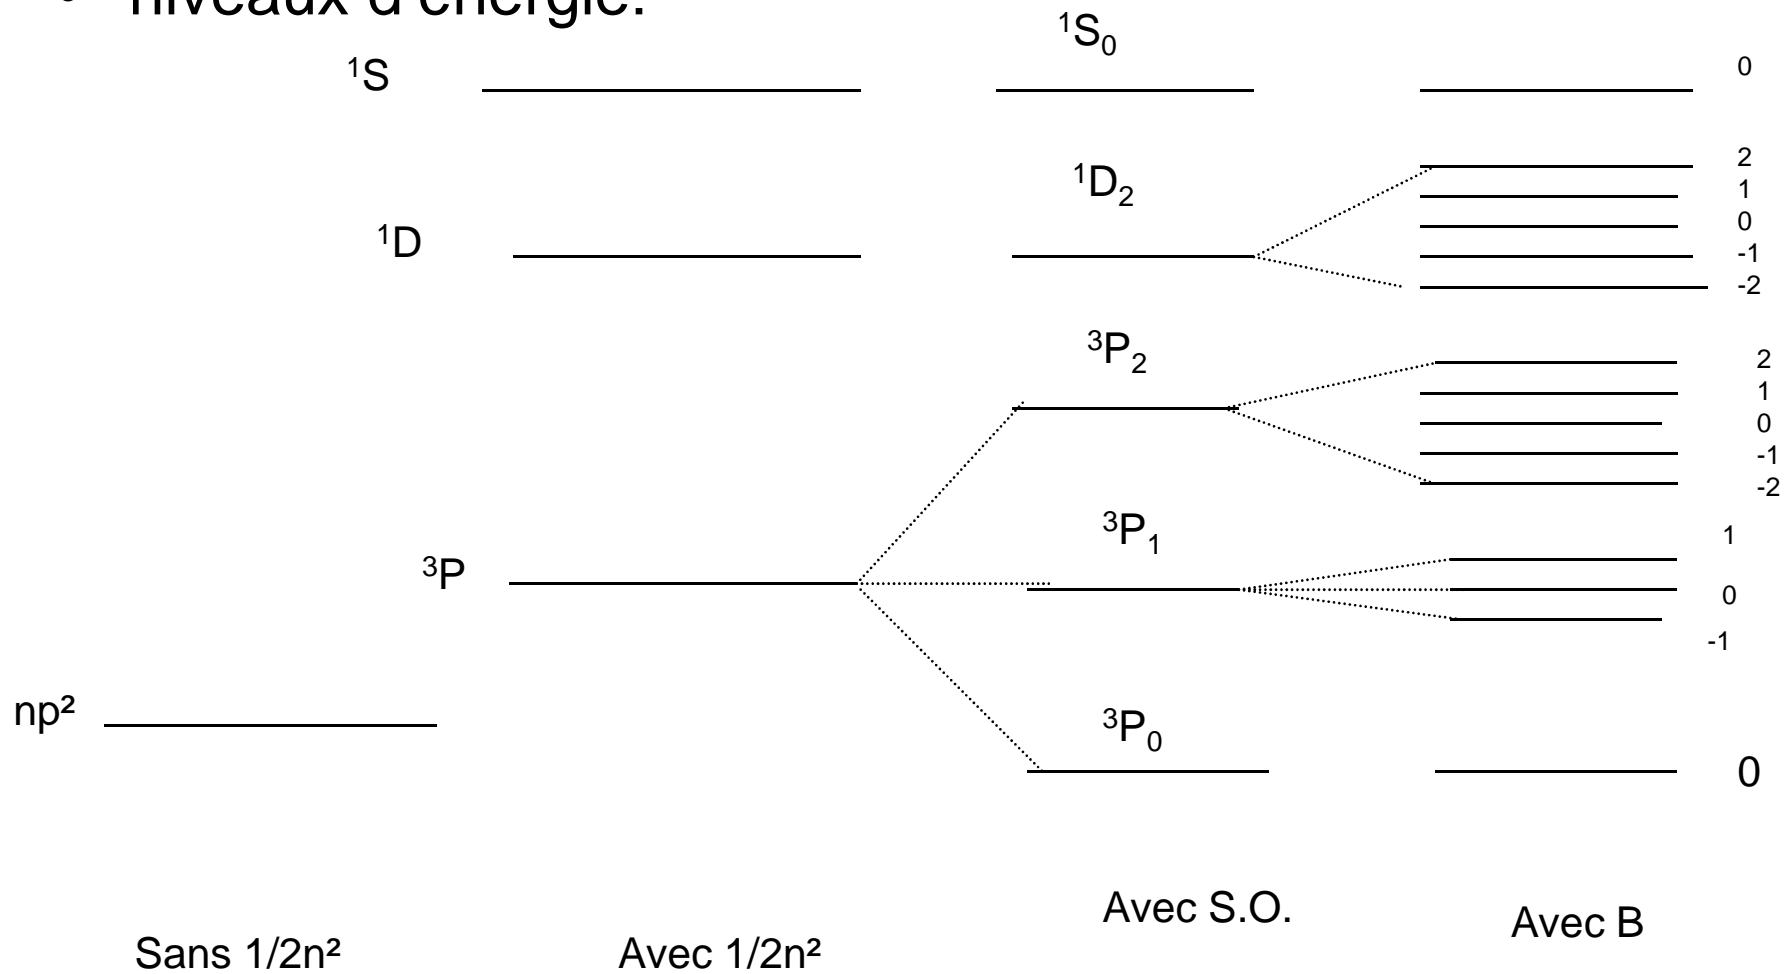 niveaux d'énergie.
¹S
¹S₀
0
¹D
¹D₂
2
1
0
-1
-2
³P₂
2
1
0
-1
-2
³P
³P₁
1
0
-1
np²
³P₀
0
Sans 1/2n²
Avec 1/2n²
Avec S.O.
Avec B